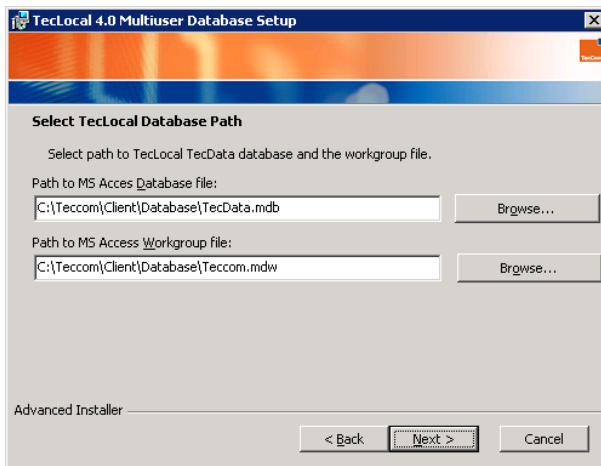 TecLocal 4.0 Multiuser Database Setup
TecCom
Select TecLocal Database Path
Select path to TecLocal TecData database and the workgroup file.
Path to MS Acces Database file:
C:\Teccom\Client\Database\TecData.mdb
Browse...
Path to MS Access Workgroup file:
C:\Teccom\Client\Database\Teccom.mdw
Browse...
Advanced Installer
< Back
Next >
Cancel